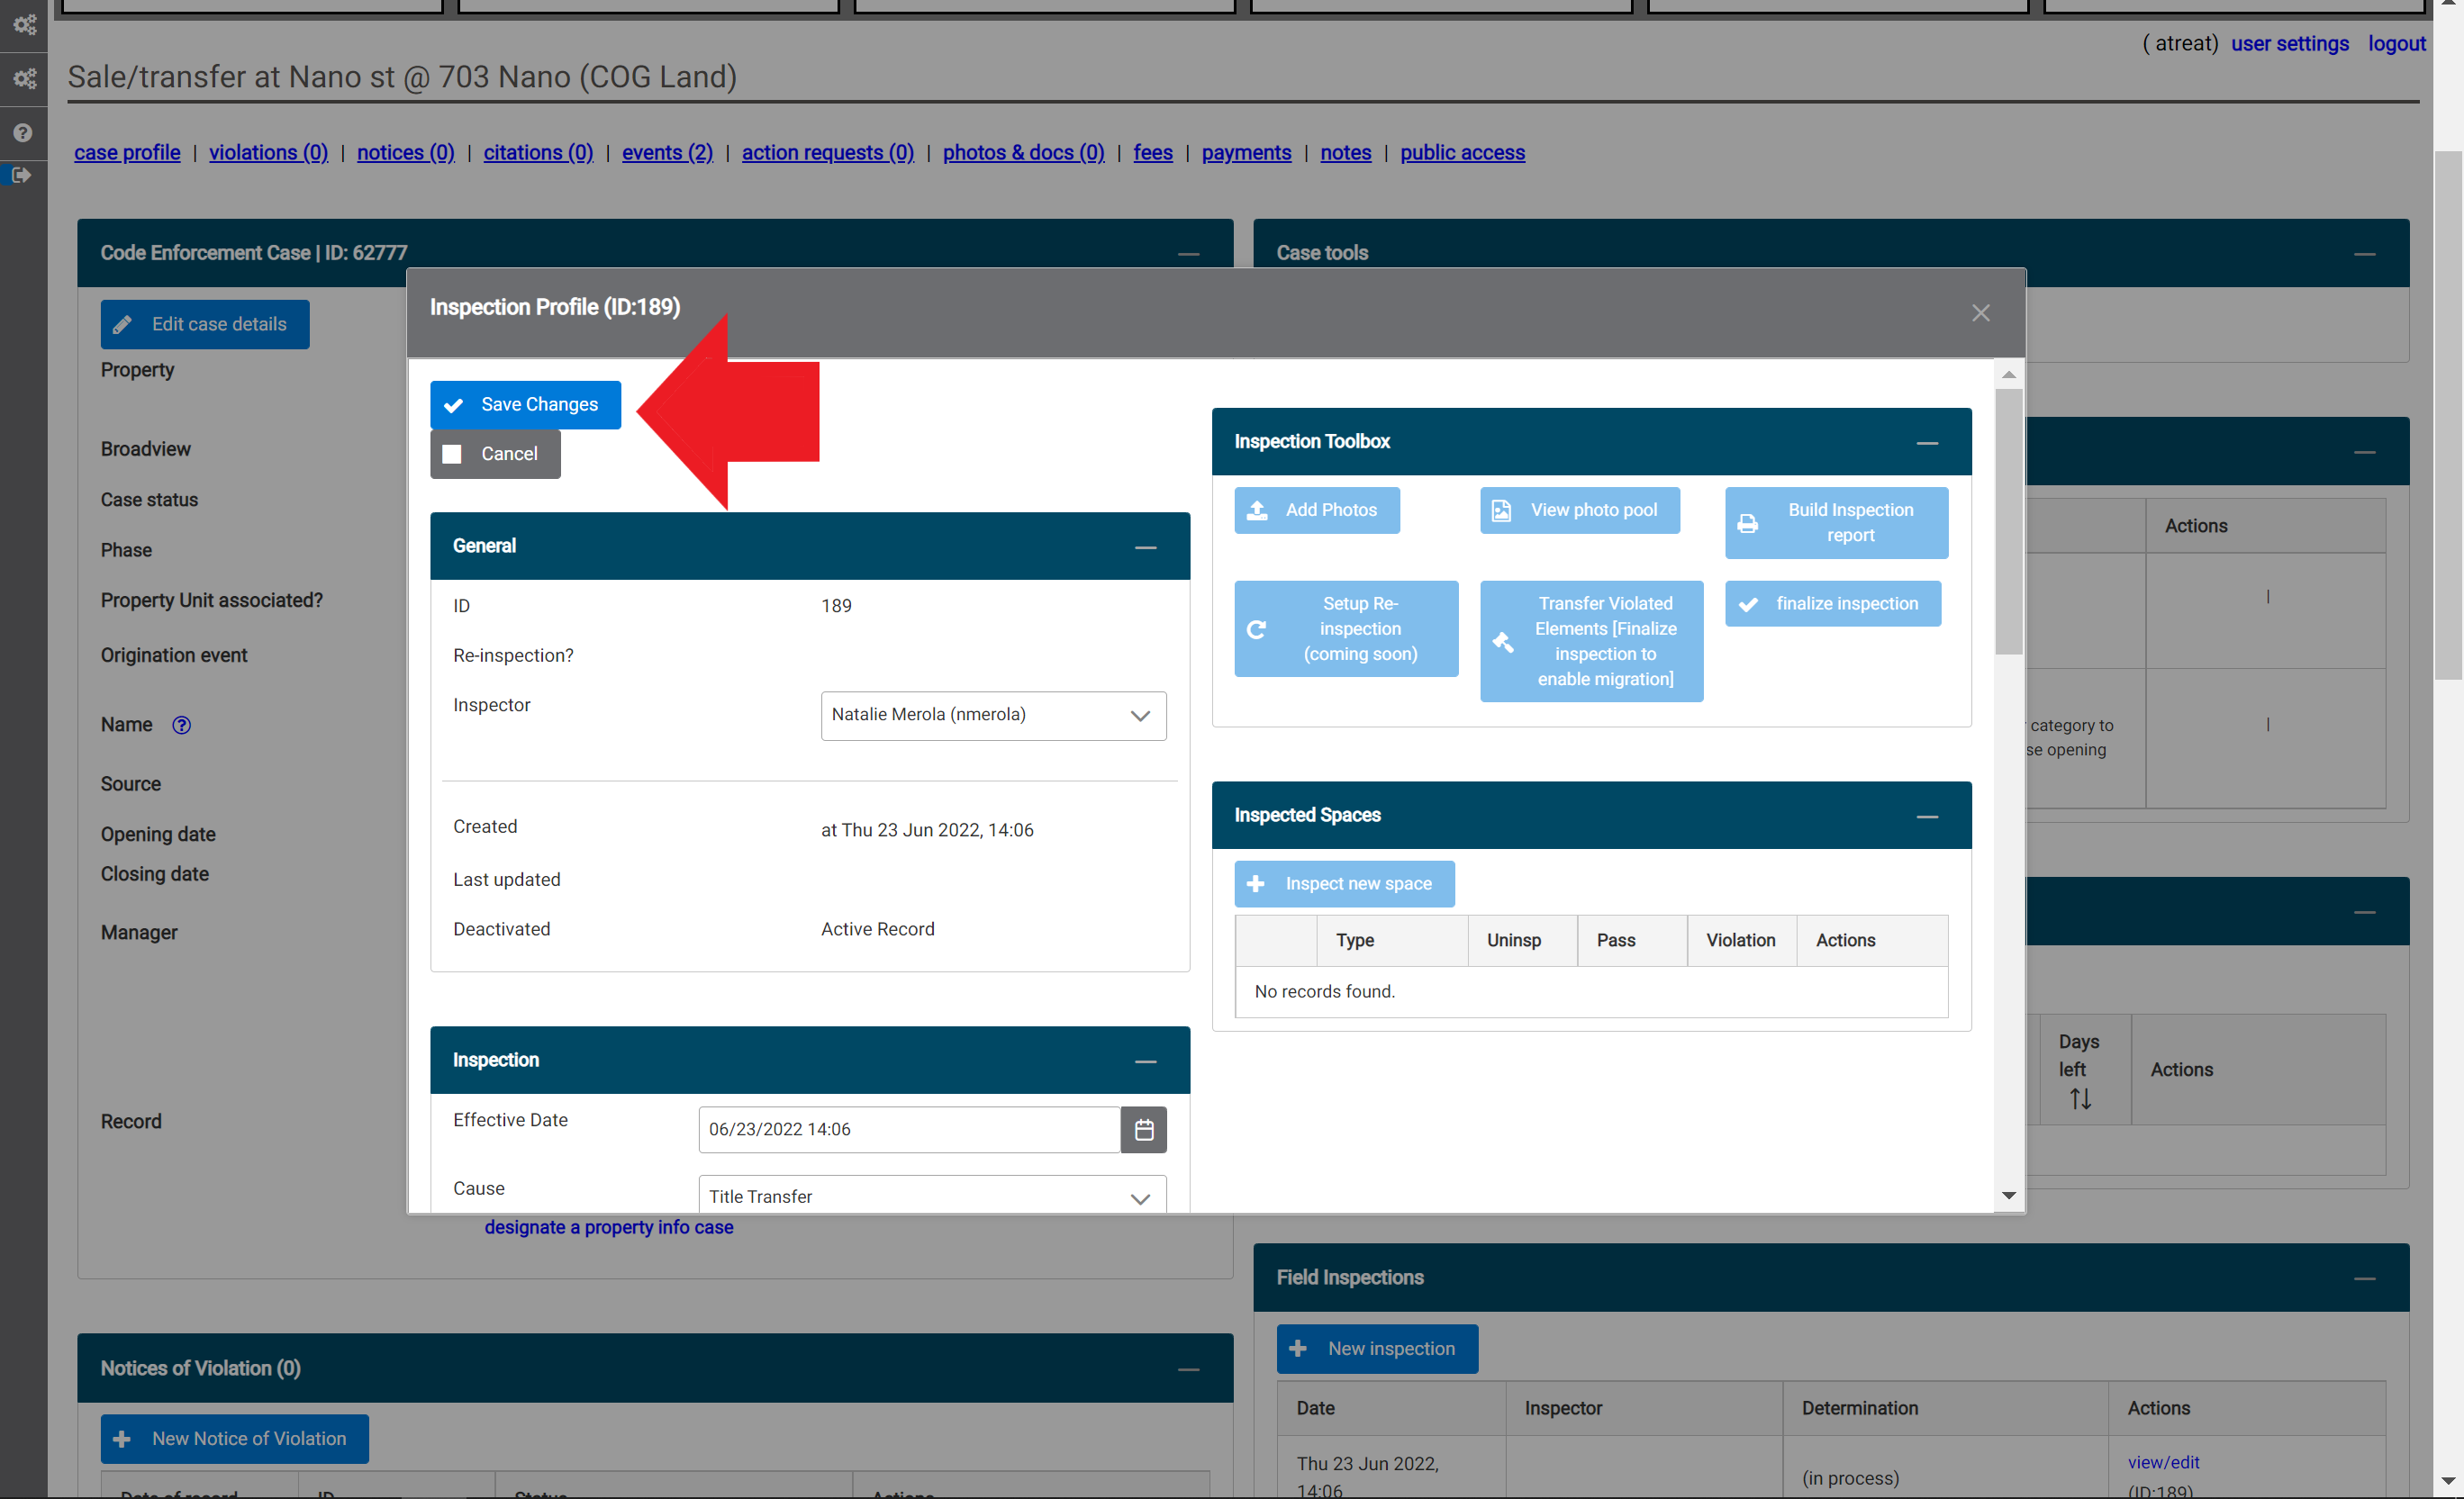 ( atreat) user settings logout
Sale/transfer at Nano st @ 703 Nano (COG Land)
case profile | violations (0) | notices (0) | citations (0) | events (2) | action requests (0) | photos & docs (0) | fees | payments | notes | public access
Code Enforcement Case | ID: 62777
Edit case details
Property
Broadview
Case status
Phase
Property Unit associated?
Origination event
Name
Source
Opening date
Closing date
Manager
Record
designate a property info case
Notices of Violation (0)
New Notice of Violation
Date of record ID Status Actions
Inspection Profile (ID:189)
Save Changes
Cancel
General
ID 189
Re-inspection?
Inspector Natalie Merola (nmerola)
Created at Thu 23 Jun 2022, 14:06
Last updated
Deactivated Active Record
Inspection
Effective Date 06/23/2022 14:06
Cause Title Transfer
Inspection Toolbox
Add Photos
View photo pool
Build Inspection
report
Setup Re-
inspection
(coming soon)
Transfer Violated
Elements [Finalize
inspection to
enable migration]
finalize inspection
Inspected Spaces
Inspect new space
Type Uninsp Pass Violation Actions
No records found.
Case tools
Actions
|
category to
se opening
|
Days
left
Actions
Field Inspections
New inspection
Date Inspector Determination Actions
Thu 23 Jun 2022,
14:06
(in process)
view/edit
(ID:189)